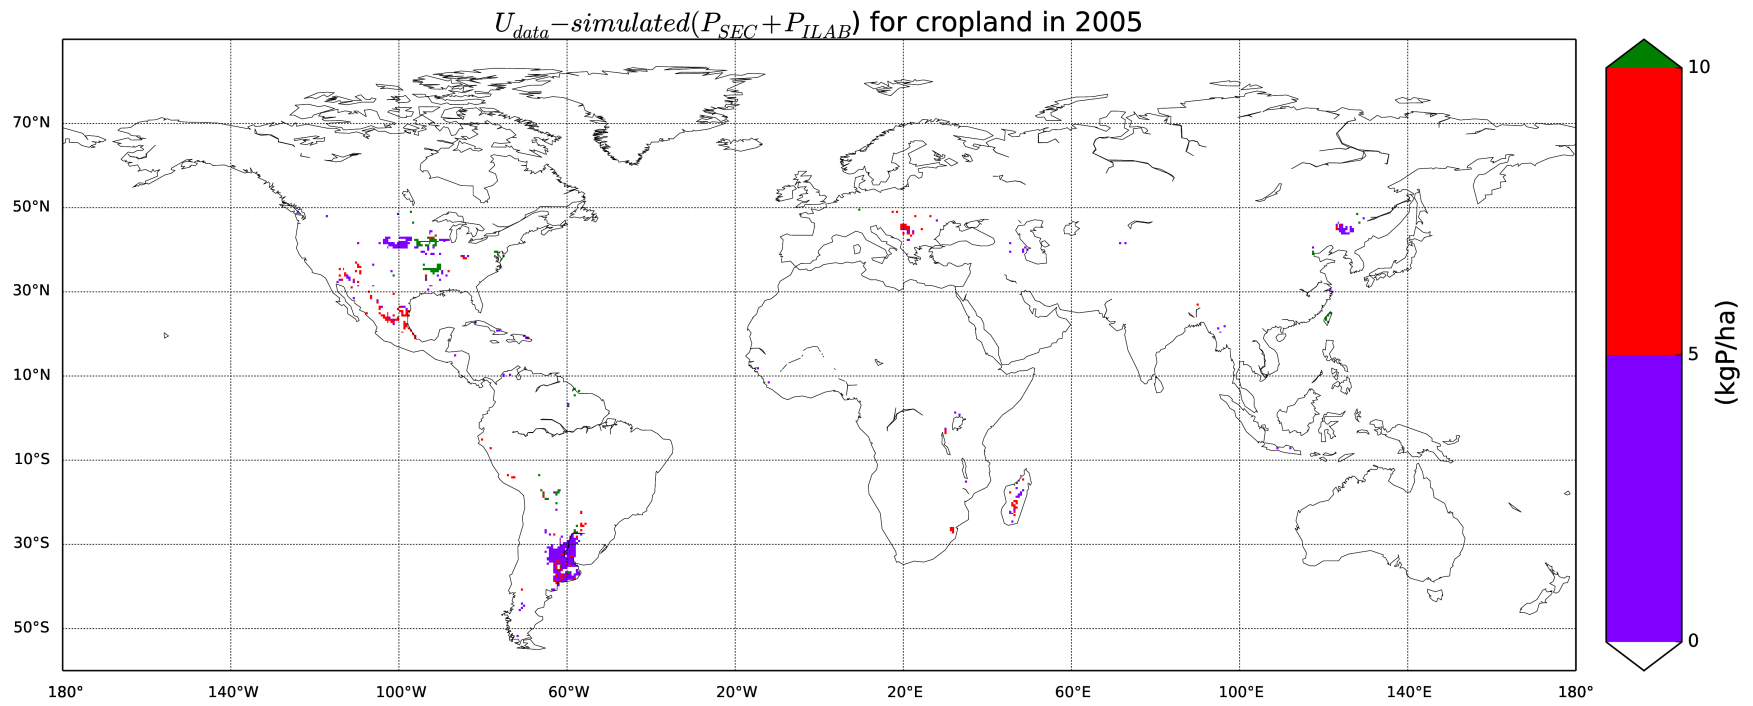 U_data−simulated(P_SEC+P_ILAB) for cropland in 2005
70°N
50°N
30°N
10°N
10°S
30°S
50°S
180° 140°W 100°W 60°W 20°W 20°E 60°E 100°E 140°E 180°
10
5
0
(kgP/ha)